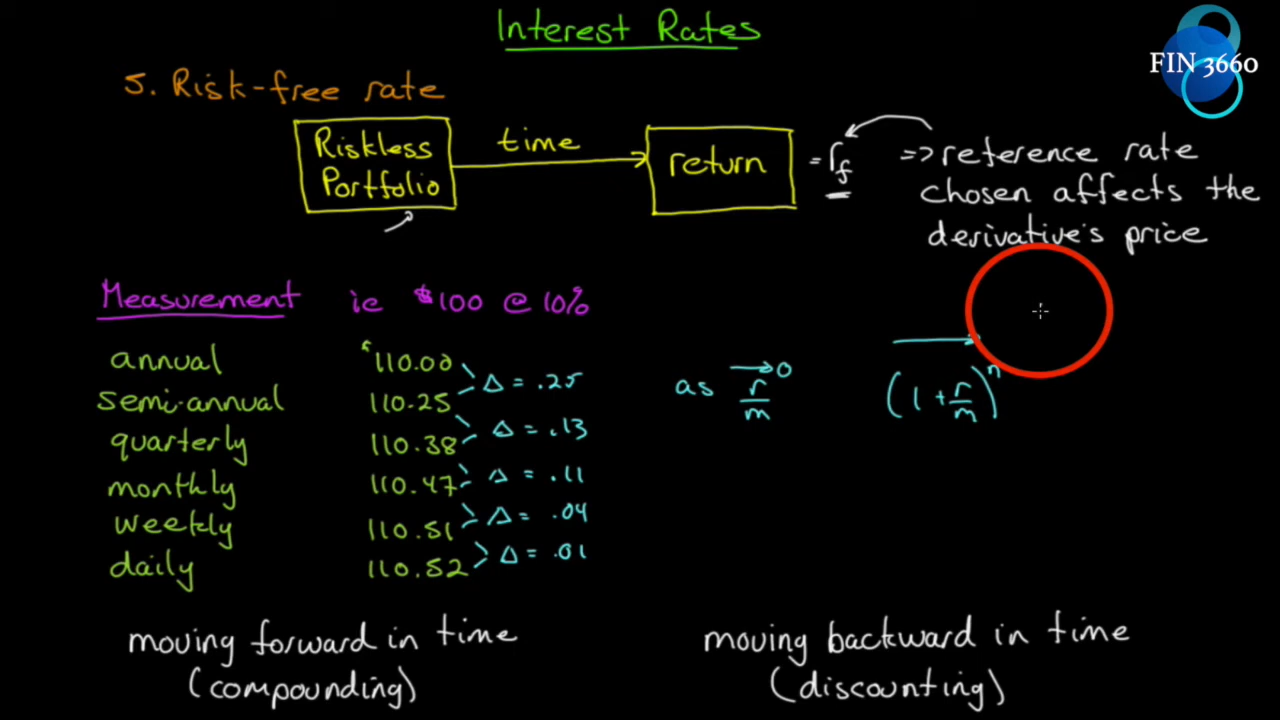 Interest Rates
FIN 3660
5. Risk-free rate
Riskless
Portfolio
time
return
= rf
=> reference rate
chosen affects the
derivative's price
Measurement ie $100 @ 10%
annual 110.00
Δ = .25
semi-annual 110.25
Δ = .13
quarterly 110.38
Δ = .11
monthly 110.47
Δ = .04
weekly 110.51
Δ = .01
daily 110.52
as r/m → 0
(1 + r/m)^n
moving forward in time
(compounding)
moving backward in time
(discounting)